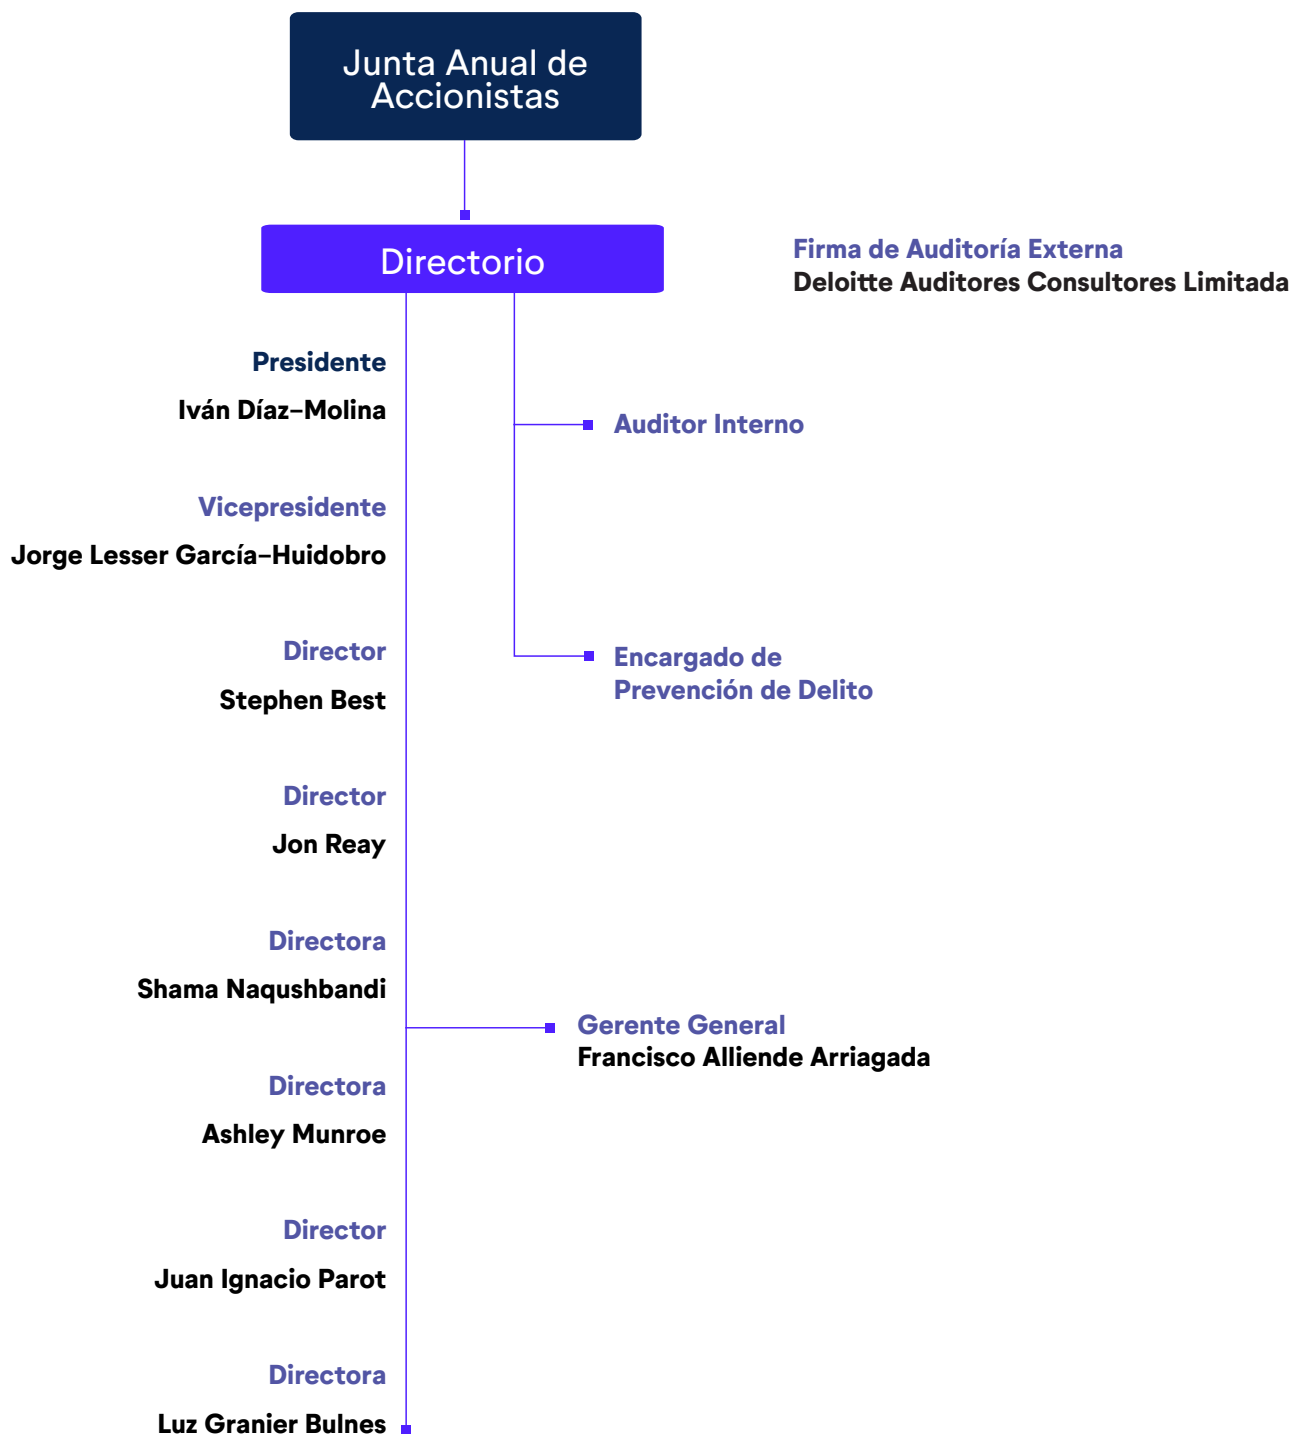 Junta Anual de
Accionistas
Directorio
Firma de Auditoría Externa
Deloitte Auditores Consultores Limitada
Presidente
Iván Díaz–Molina
Auditor Interno
Vicepresidente
Jorge Lesser García–Huidobro
Director
Stephen Best
Encargado de
Prevención de Delito
Director
Jon Reay
Directora
Shama Naqushbandi
Gerente General
Francisco Alliende Arriagada
Directora
Ashley Munroe
Director
Juan Ignacio Parot
Directora
Luz Granier Bulnes